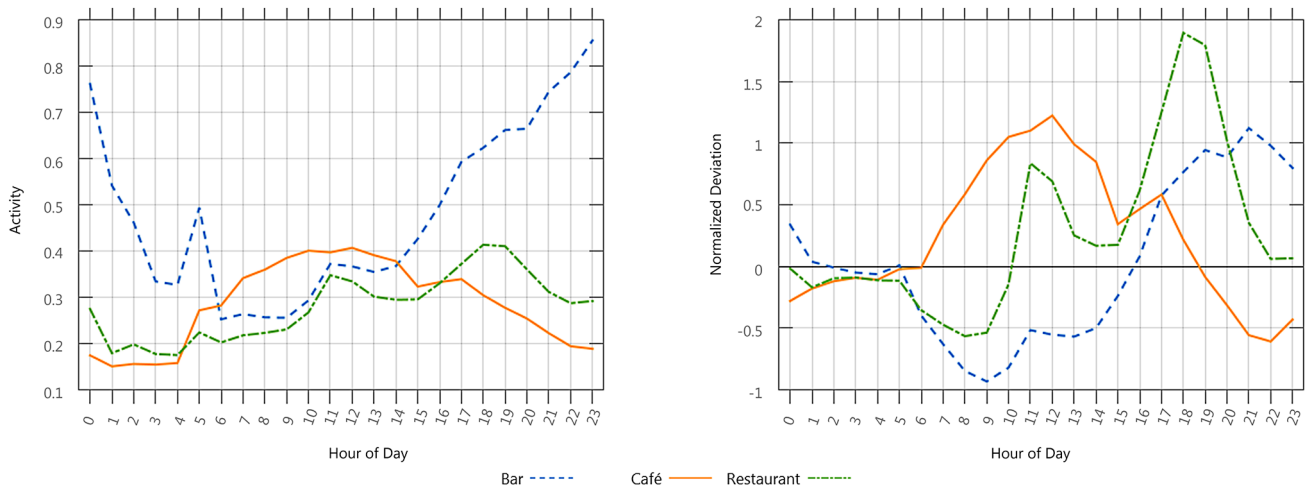 0.9
0.8
0.7
0.6
0.5
0.4
0.3
0.2
0.1
Activity
0 1 2 3 4 5 6 7 8 9 10 11 12 13 14 15 16 17 18 19 20 21 22 23
Hour of Day
2
1.5
1
0.5
0
-0.5
-1
Normalized Deviation
0 1 2 3 4 5 6 7 8 9 10 11 12 13 14 15 16 17 18 19 20 21 22 23
Hour of Day
Bar Café Restaurant